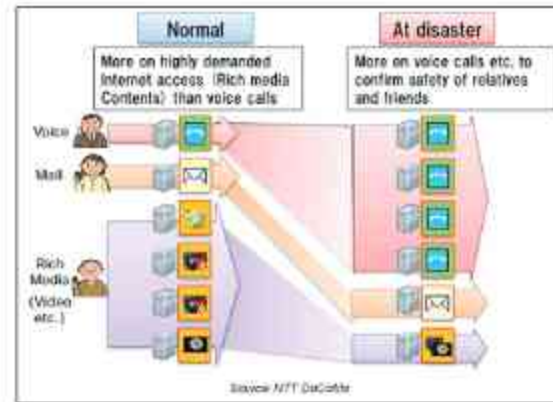 Normal
At disaster
More on highly demanded
Internet access (Rich media
Contents) than voice calls
More on voice calls etc. to
confirm safety of relatives
and friends
Voice
Mail
Rich
Media
(Video
etc.)
Source NTT DoCoMo